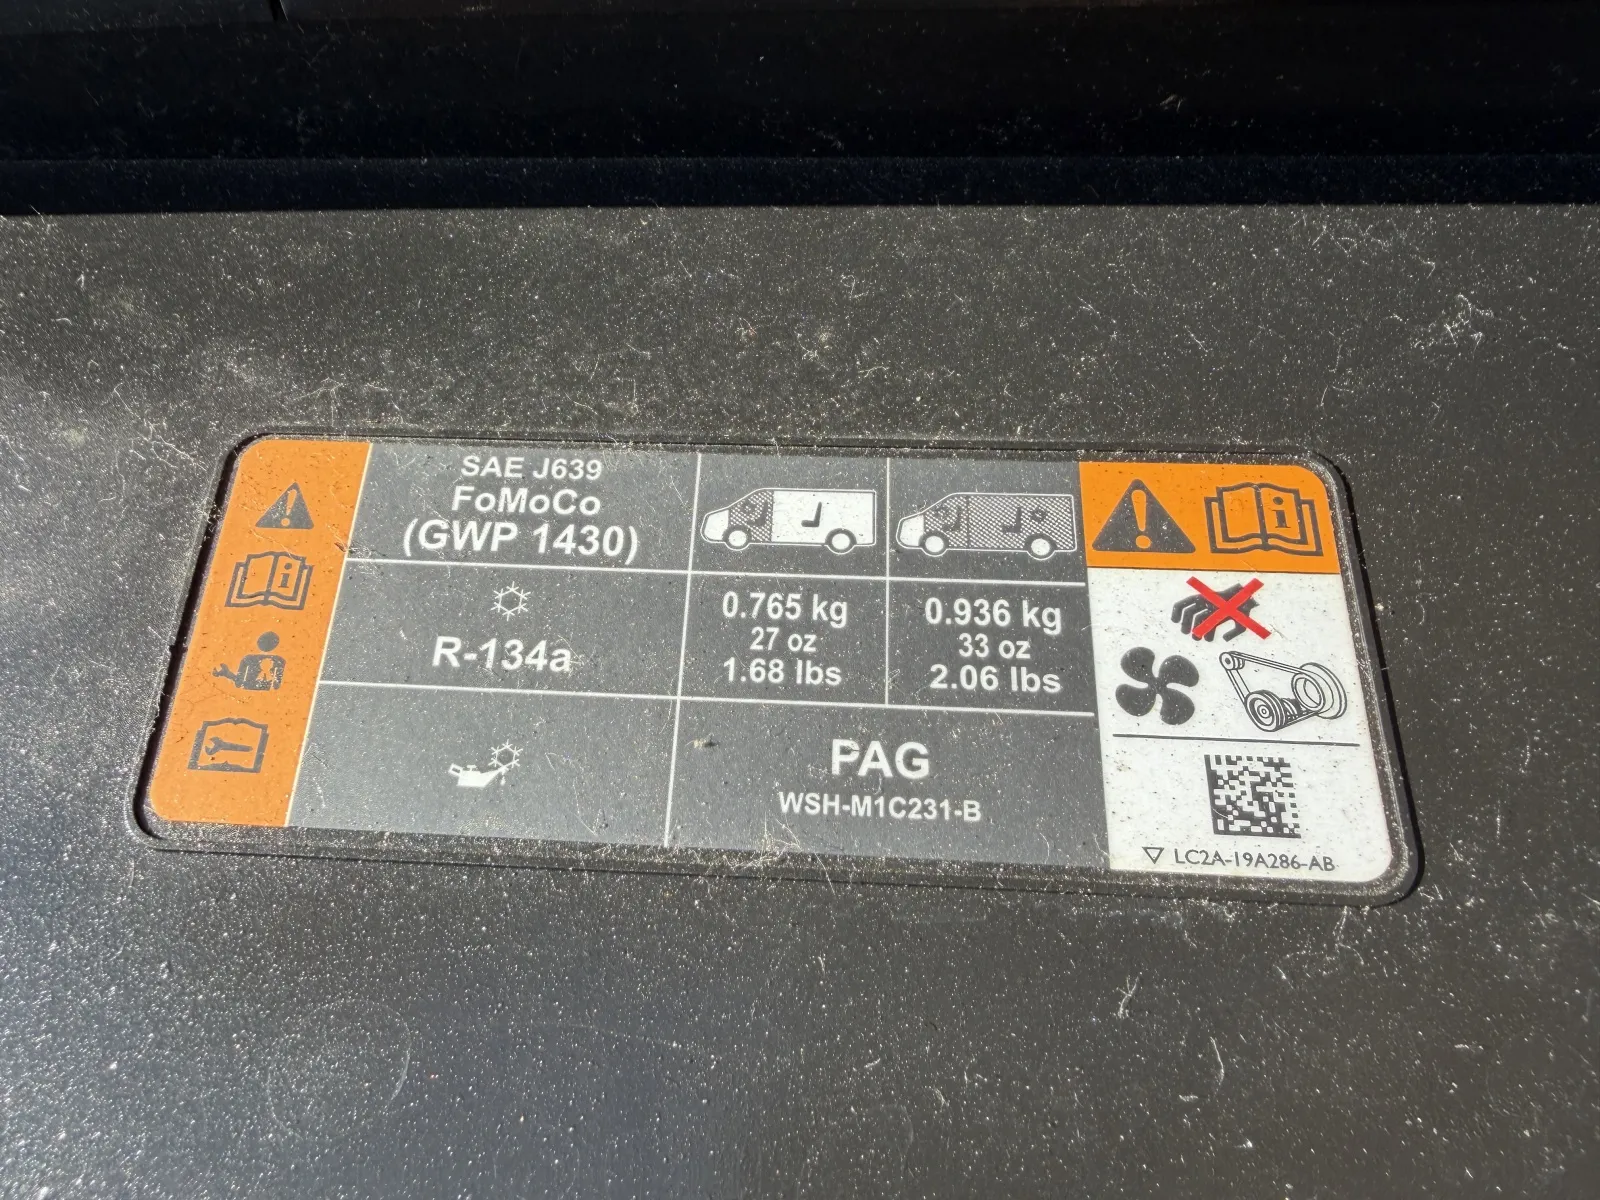 SAE J639
FoMoCo
(GWP 1430)
R-134a
0.765 kg
27 oz
1.68 lbs
0.936 kg
33 oz
2.06 lbs
PAG
WSH-M1C231-B
LC2A-19A286-AB